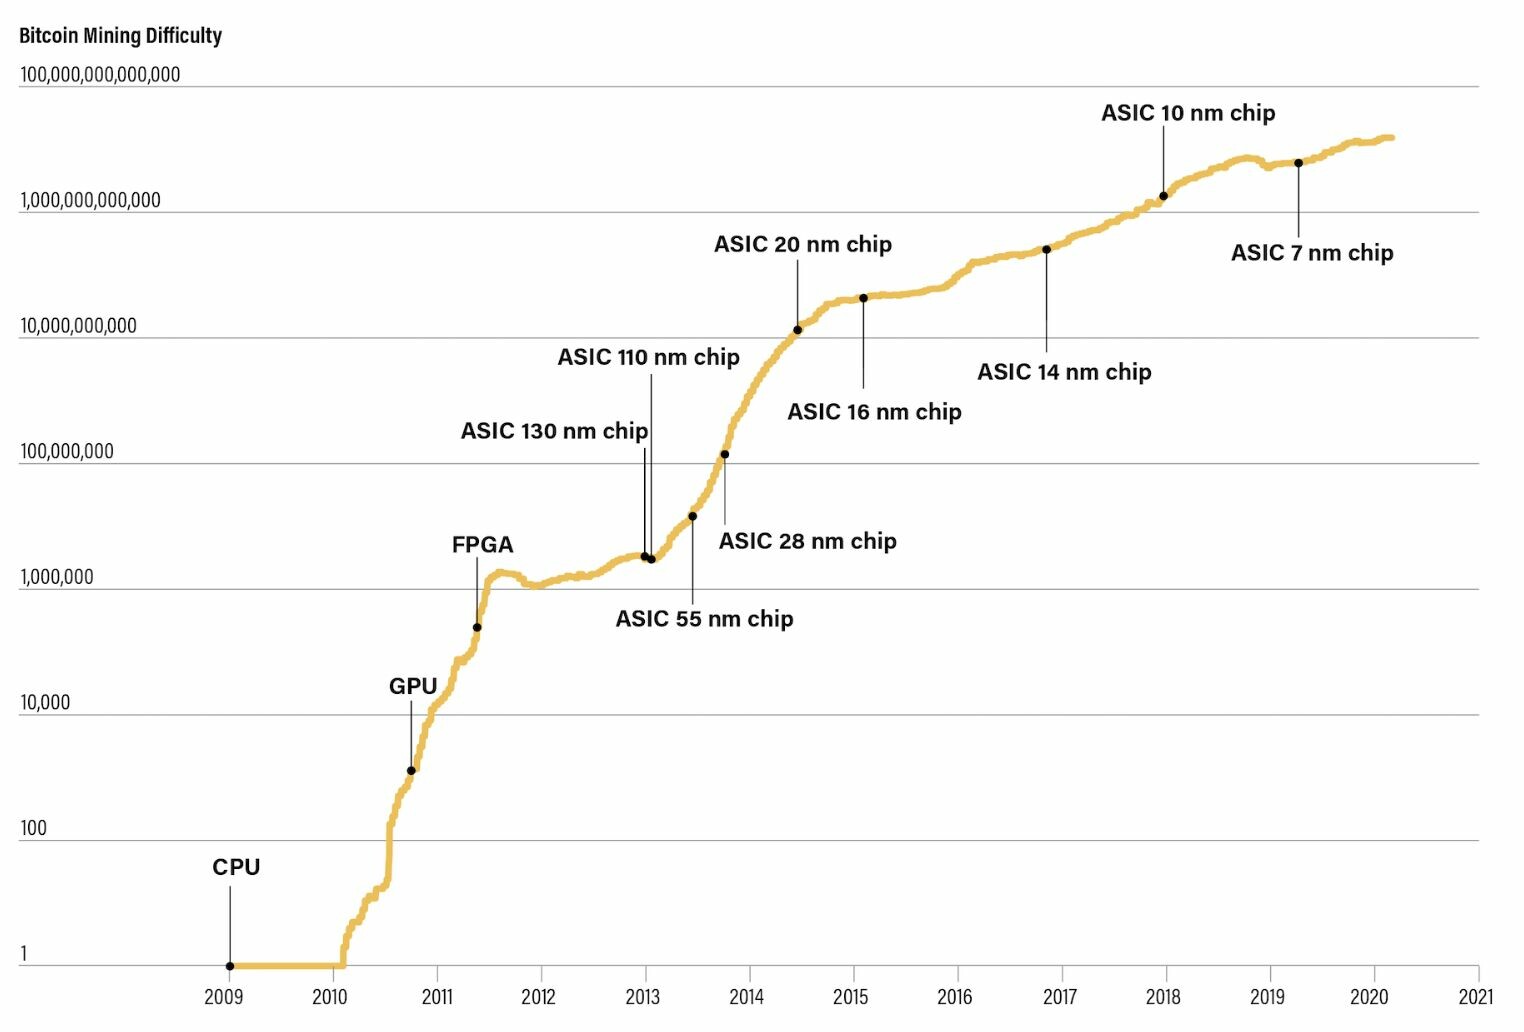 Bitcoin Mining Difficulty
100,000,000,000,000
ASIC 10 nm chip
1,000,000,000,000
ASIC 20 nm chip
ASIC 7 nm chip
10,000,000,000
ASIC 110 nm chip
ASIC 14 nm chip
ASIC 16 nm chip
ASIC 130 nm chip
100,000,000
ASIC 28 nm chip
FPGA
1,000,000
ASIC 55 nm chip
GPU
10,000
100
CPU
1
2009 2010 2011 2012 2013 2014 2015 2016 2017 2018 2019 2020 2021